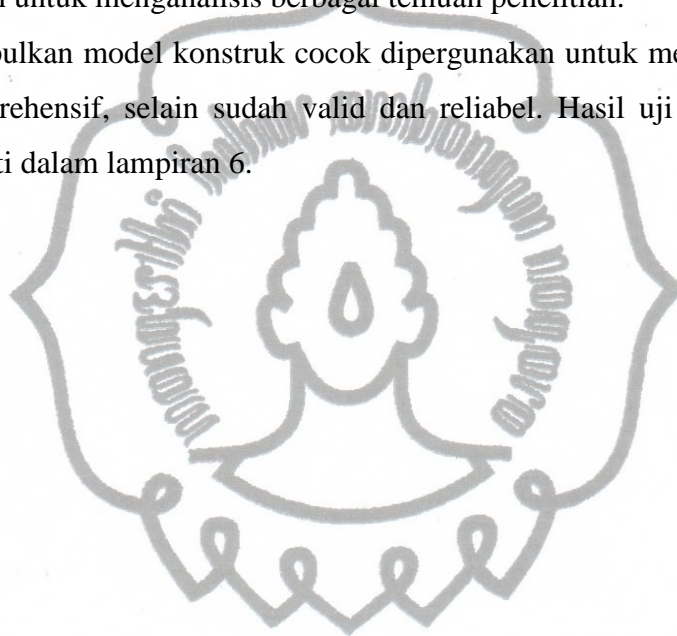 untuk menganalisis berbagai temuan penelitian.
bulkan model konstruk cocok dipergunakan untuk me
rehensif, selain sudah valid dan reliabel. Hasil uji
ti dalam lampiran 6.